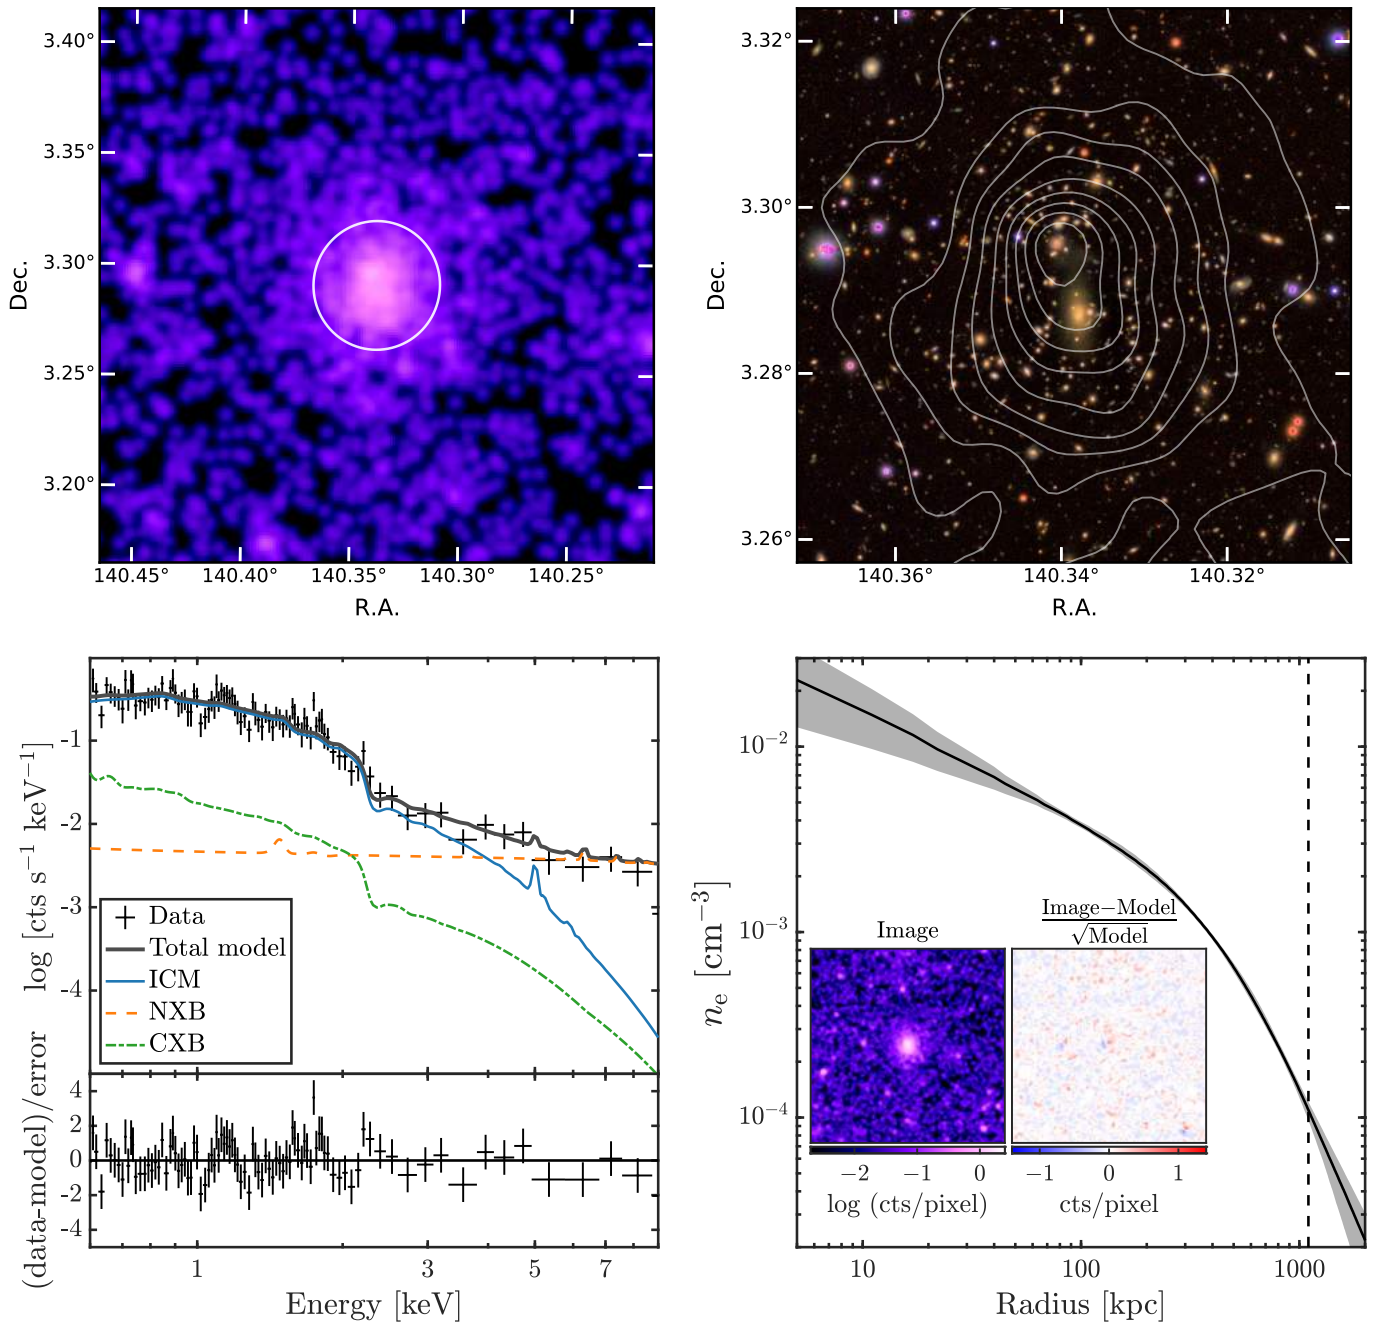 3.40°
3.35°
3.30°
3.25°
3.20°
Dec.
140.45° 140.40° 140.35° 140.30° 140.25°
R.A.
3.32°
3.30°
3.28°
3.26°
Dec.
140.36° 140.34° 140.32°
R.A.
log [cts s⁻¹ keV⁻¹]
-1
-2
-3
-4
Data
Total model
ICM
NXB
CXB
(data-model)/error
4
2
0
-2
-4
1 3 5 7
Energy [keV]
nₑ [cm⁻³]
10⁻²
10⁻³
10⁻⁴
Image
Image−Model
√Model
−2 −1 0
log (cts/pixel)
−1 0 1
cts/pixel
10 100 1000
Radius [kpc]